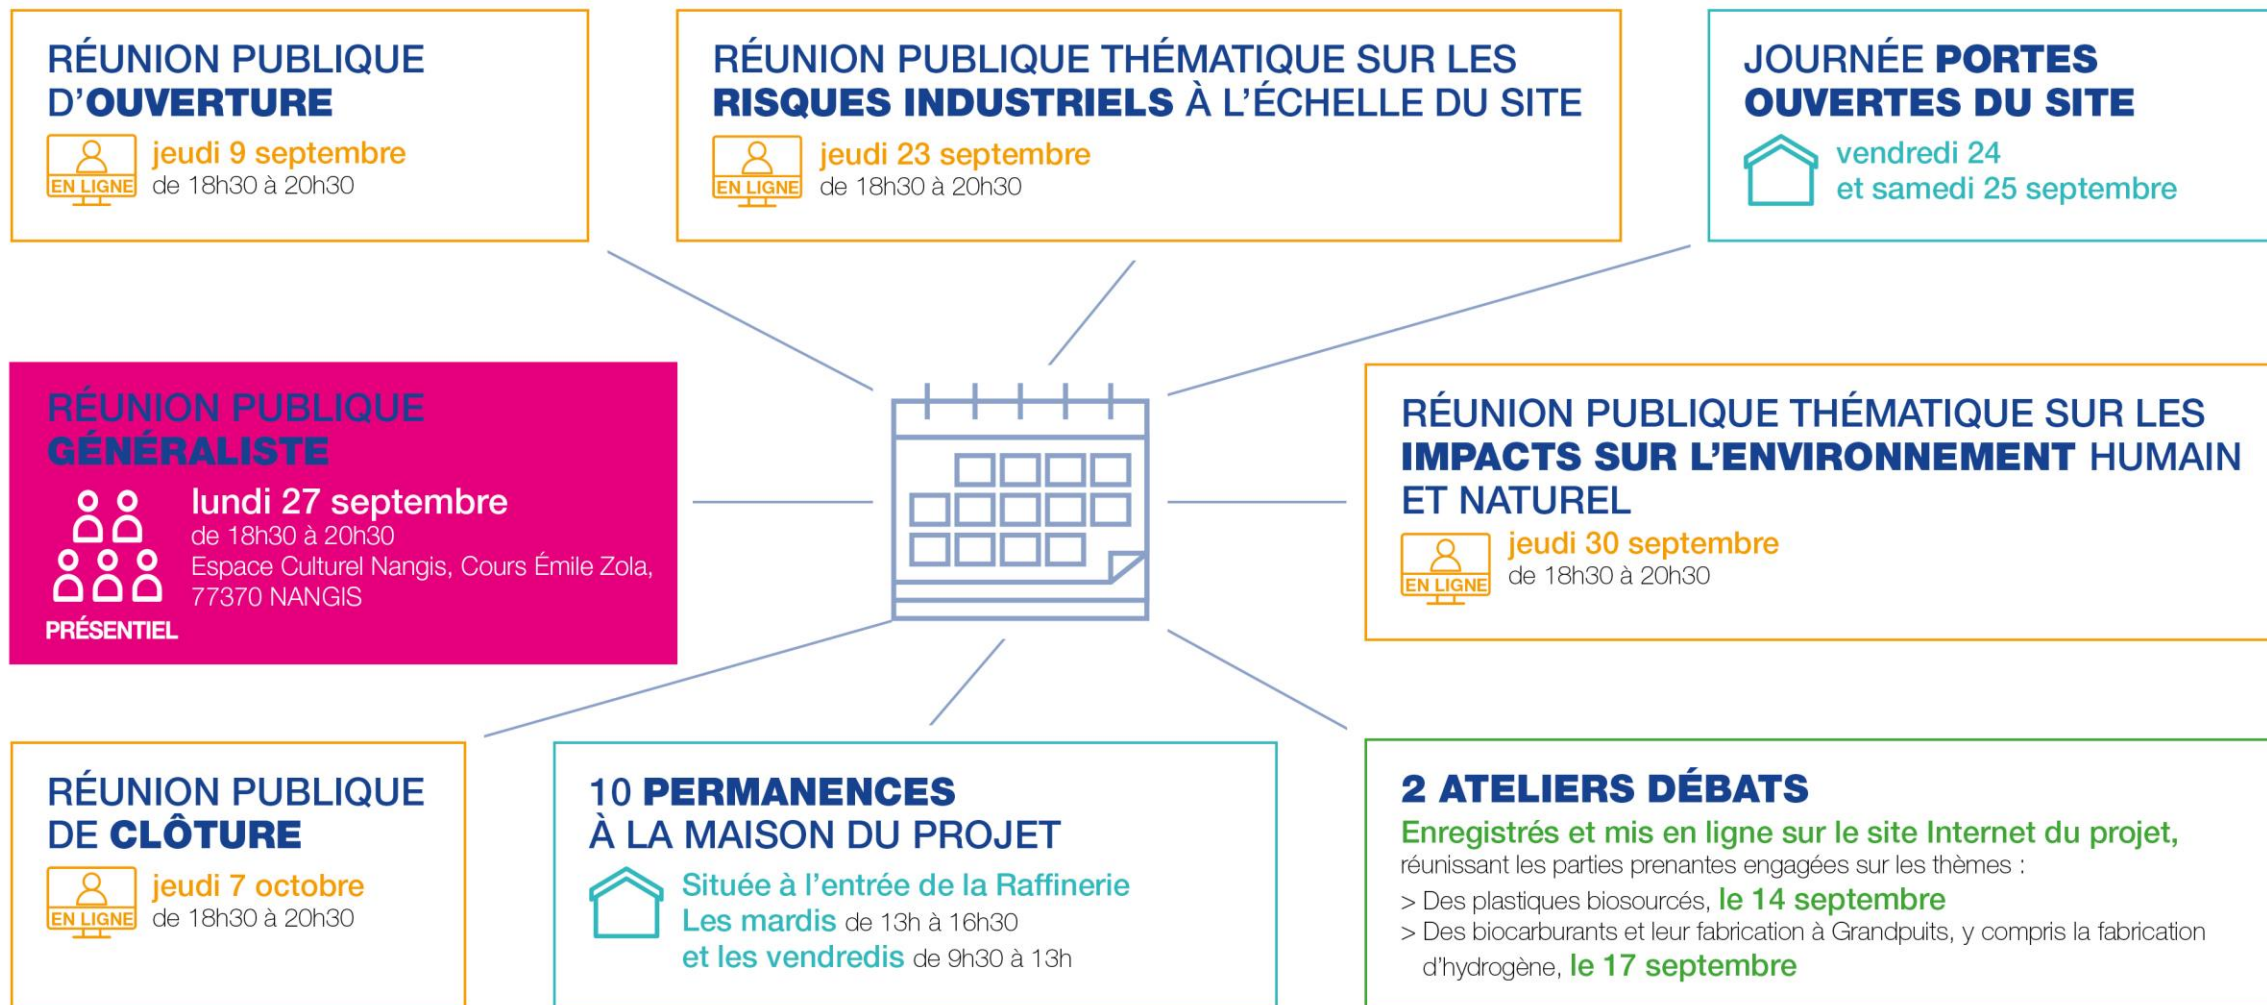 RÉUNION PUBLIQUE
D'OUVERTURE
EN LIGNE
jeudi 9 septembre
de 18h30 à 20h30
RÉUNION PUBLIQUE THÉMATIQUE SUR LES
RISQUES INDUSTRIELS À L'ÉCHELLE DU SITE
EN LIGNE
jeudi 23 septembre
de 18h30 à 20h30
JOURNÉE PORTES
OUVERTES DU SITE
vendredi 24
et samedi 25 septembre
RÉUNION PUBLIQUE
GÉNÉRALISTE
PRÉSENTIEL
lundi 27 septembre
de 18h30 à 20h30
Espace Culturel Nangis, Cours Émile Zola,
77370 NANGIS
RÉUNION PUBLIQUE THÉMATIQUE SUR LES
IMPACTS SUR L'ENVIRONNEMENT HUMAIN
ET NATUREL
EN LIGNE
jeudi 30 septembre
de 18h30 à 20h30
RÉUNION PUBLIQUE
DE CLÔTURE
EN LIGNE
jeudi 7 octobre
de 18h30 à 20h30
10 PERMANENCES
À LA MAISON DU PROJET
Située à l'entrée de la Raffinerie
Les mardis de 13h à 16h30
et les vendredis de 9h30 à 13h
2 ATELIERS DÉBATS
Enregistrés et mis en ligne sur le site Internet du projet,
réunissant les parties prenantes engagées sur les thèmes :
> Des plastiques biosourcés, le 14 septembre
> Des biocarburants et leur fabrication à Grandpuits, y compris la fabrication
d'hydrogène, le 17 septembre